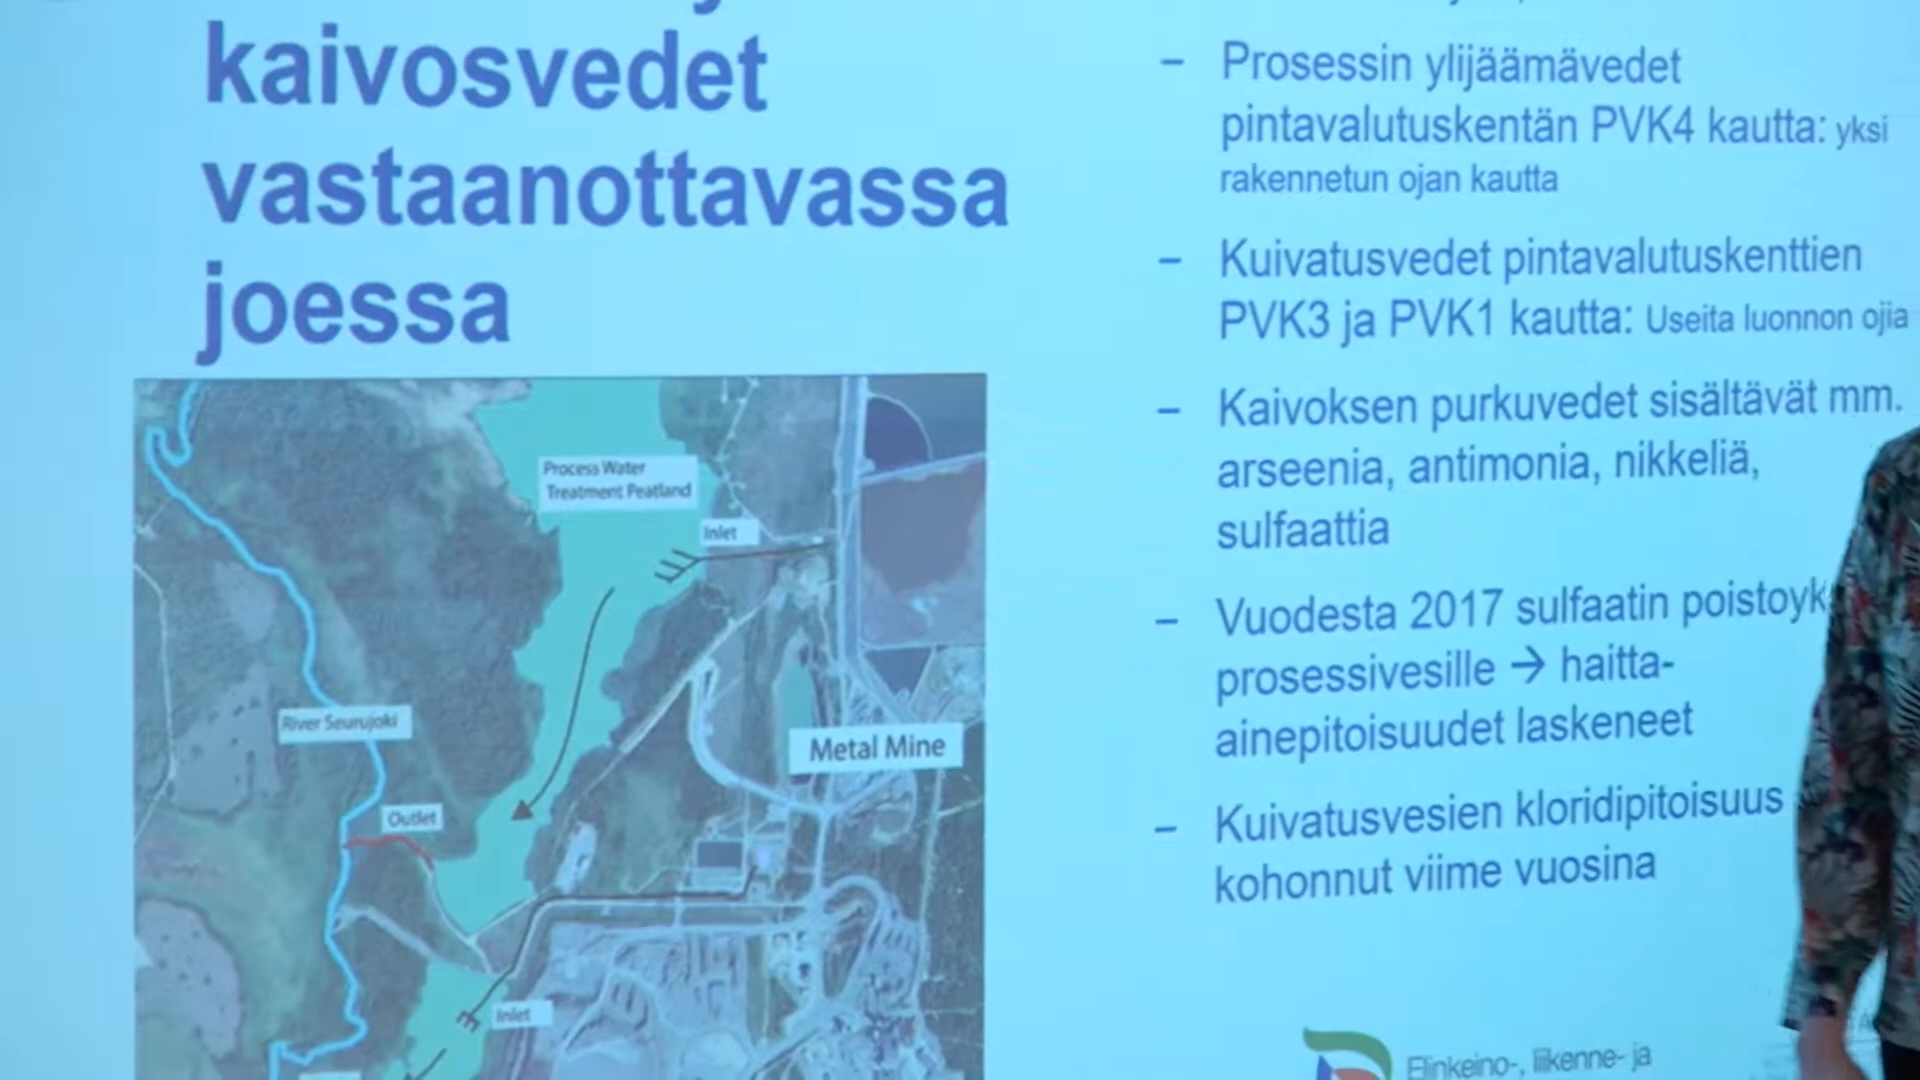 kaivosvedet
vastaanottavassa
joessa
Process Water
Treatment Peatland
Inlet
River Seurujoki
Metal Mine
Outlet
Inlet
– Prosessin ylijäämävedet
pintavalutuskentän PVK4 kautta: yksi
rakennetun ojan kautta
– Kuivatusvedet pintavalutuskenttien
PVK3 ja PVK1 kautta: Useita luonnon ojia
– Kaivoksen purkuvedet sisältävät mm.
arseenia, antimonia, nikkeliä,
sulfaattia
– Vuodesta 2017 sulfaatin
prosessivesille → haitta-
ainepitoisuudet laskeneet
– Kuivatusvesien kloridipitoisuus
kohonnut viime vuosina
Elinkeino-, liikenne- ja